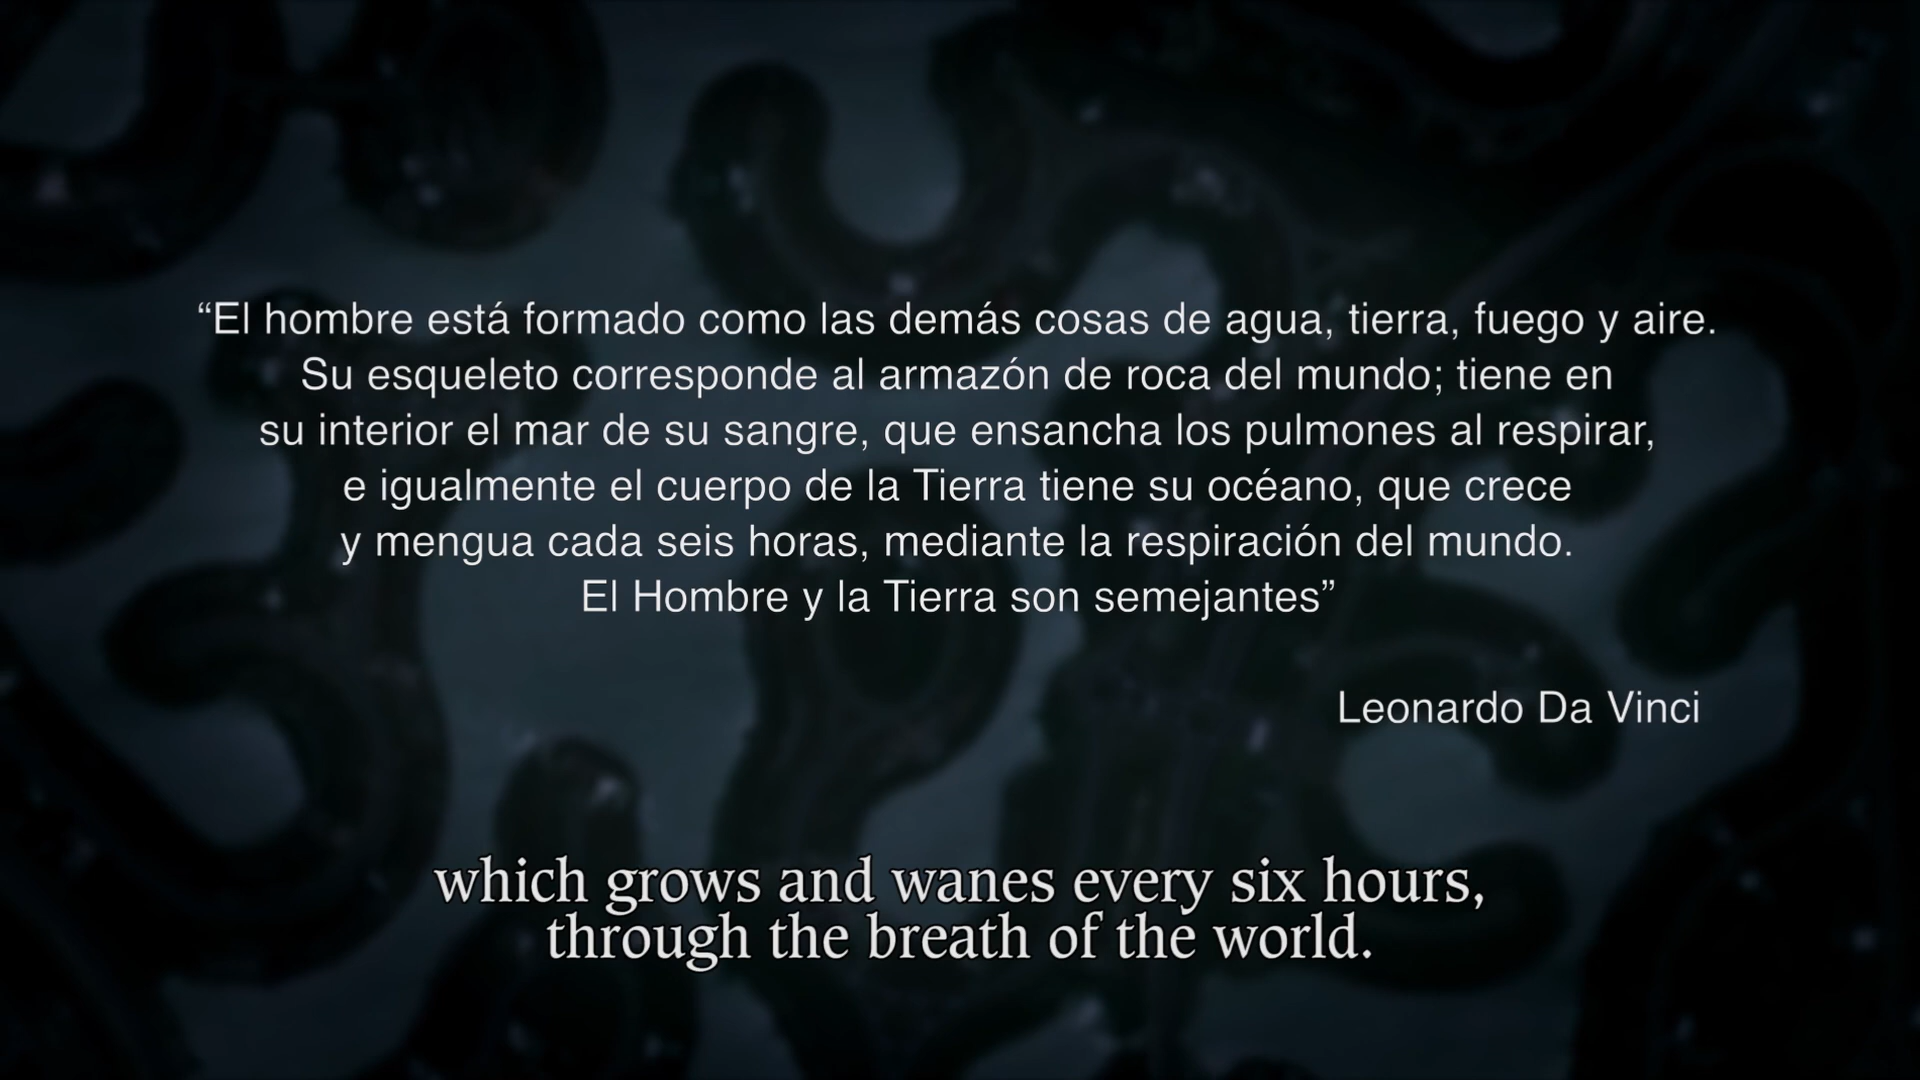 “El hombre está formado como las demás cosas de agua, tierra, fuego y aire.
Su esqueleto corresponde al armazón de roca del mundo; tiene en
su interior el mar de su sangre, que ensancha los pulmones al respirar,
e igualmente el cuerpo de la Tierra tiene su océano, que crece
y mengua cada seis horas, mediante la respiración del mundo.
El Hombre y la Tierra son semejantes”
Leonardo Da Vinci
which grows and wanes every six hours,
through the breath of the world.